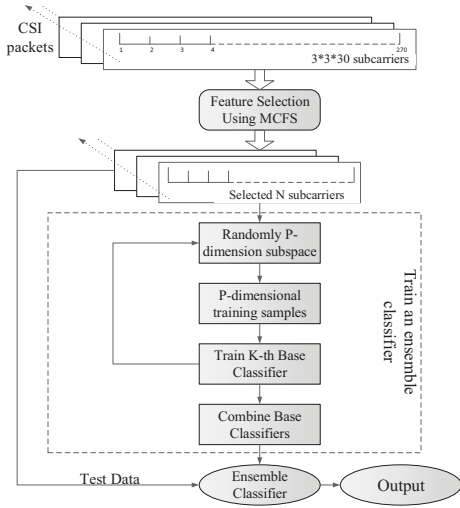 CSI
packets
1 2 3 4 270
3*3*30 subcarriers
Feature Selection
Using MCFS
Selected N subcarriers
Randomly P-
dimension subspace
P-dimensional
training samples
Train K-th Base
Classifier
Combine Base
Classifiers
Train an ensemble
classifier
Test Data
Ensemble
Classifier
Output